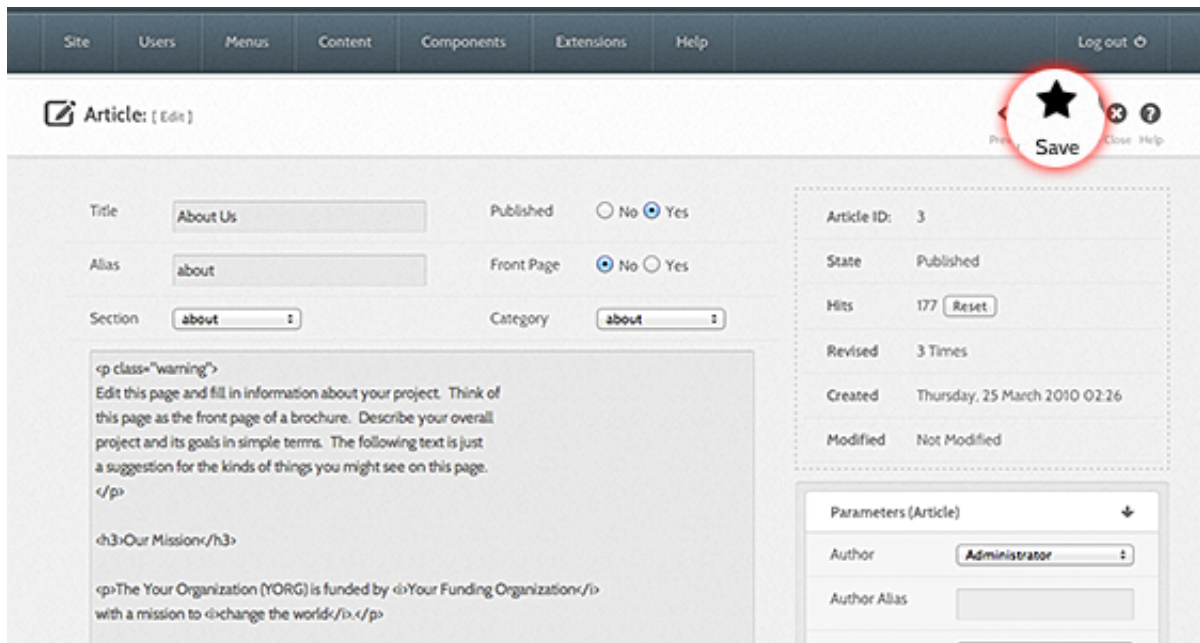 Site Users Menus Content Components Extensions Help Log out
Article: [ Edit ]
Save
Close Help
Title About Us Published No Yes
Alias about Front Page No Yes
Section about Category about
<p class="warning">
Edit this page and fill in information about your project. Think of
this page as the front page of a brochure. Describe your overall
project and its goals in simple terms. The following text is just
a suggestion for the kinds of things you might see on this page.
</p>
<h3>Our Mission</h3>
<p>The Your Organization (YORG) is funded by <i>Your Funding Organization</i>
with a mission to <i>change the world</i>.</p>
Article ID: 3
State Published
Hits 177 Reset
Revised 3 Times
Created Thursday, 25 March 2010 02:26
Modified Not Modified
Parameters (Article)
Author Administrator
Author Alias